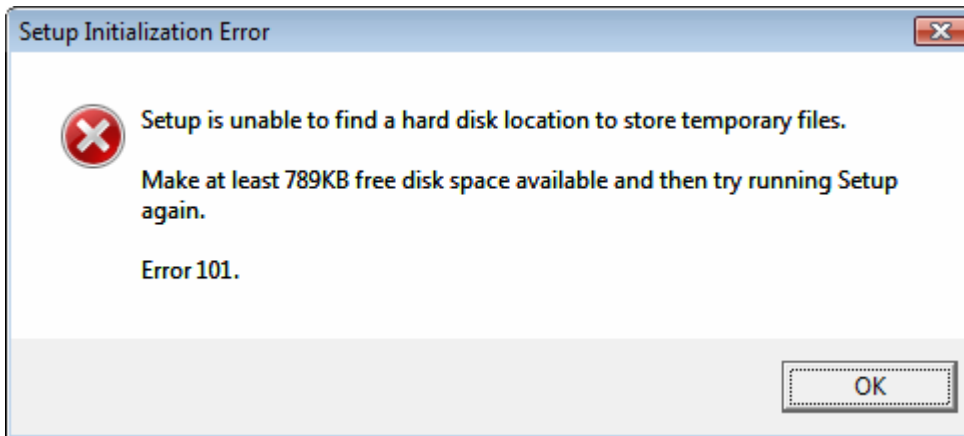 Setup Initialization Error
Setup is unable to find a hard disk location to store temporary files.
Make at least 789KB free disk space available and then try running Setup
again.
Error 101.
OK